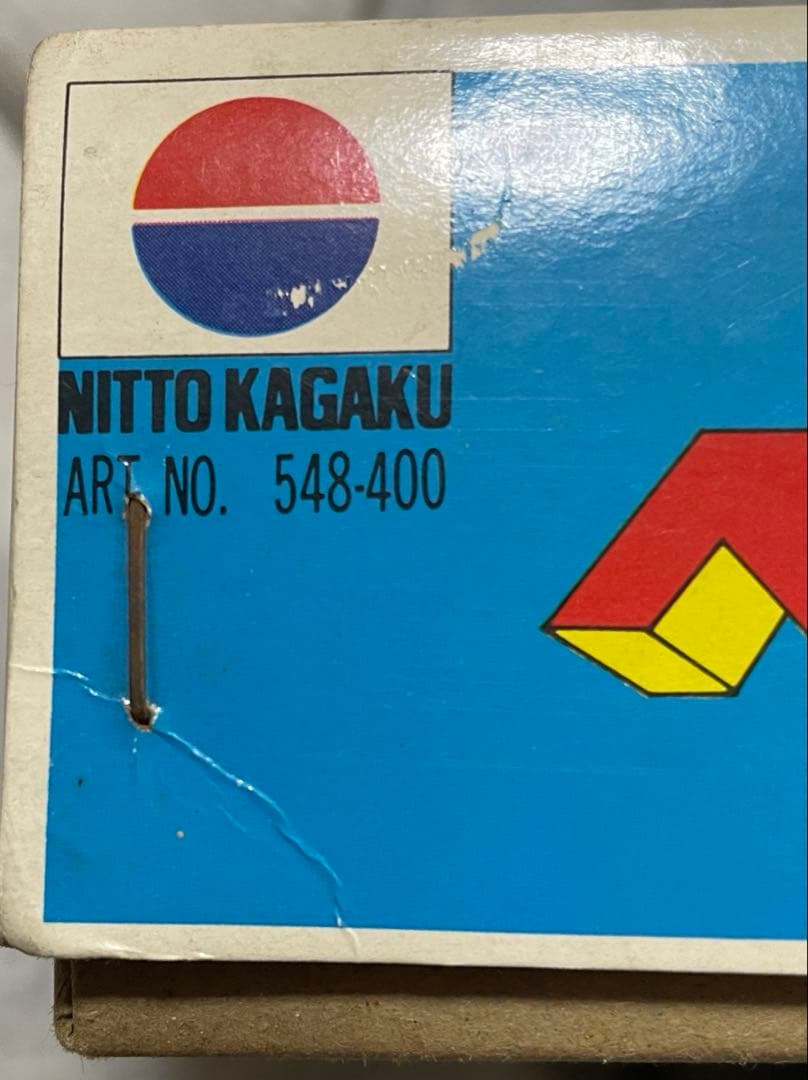 NITTO KAGAKU
ART NO. 548-400